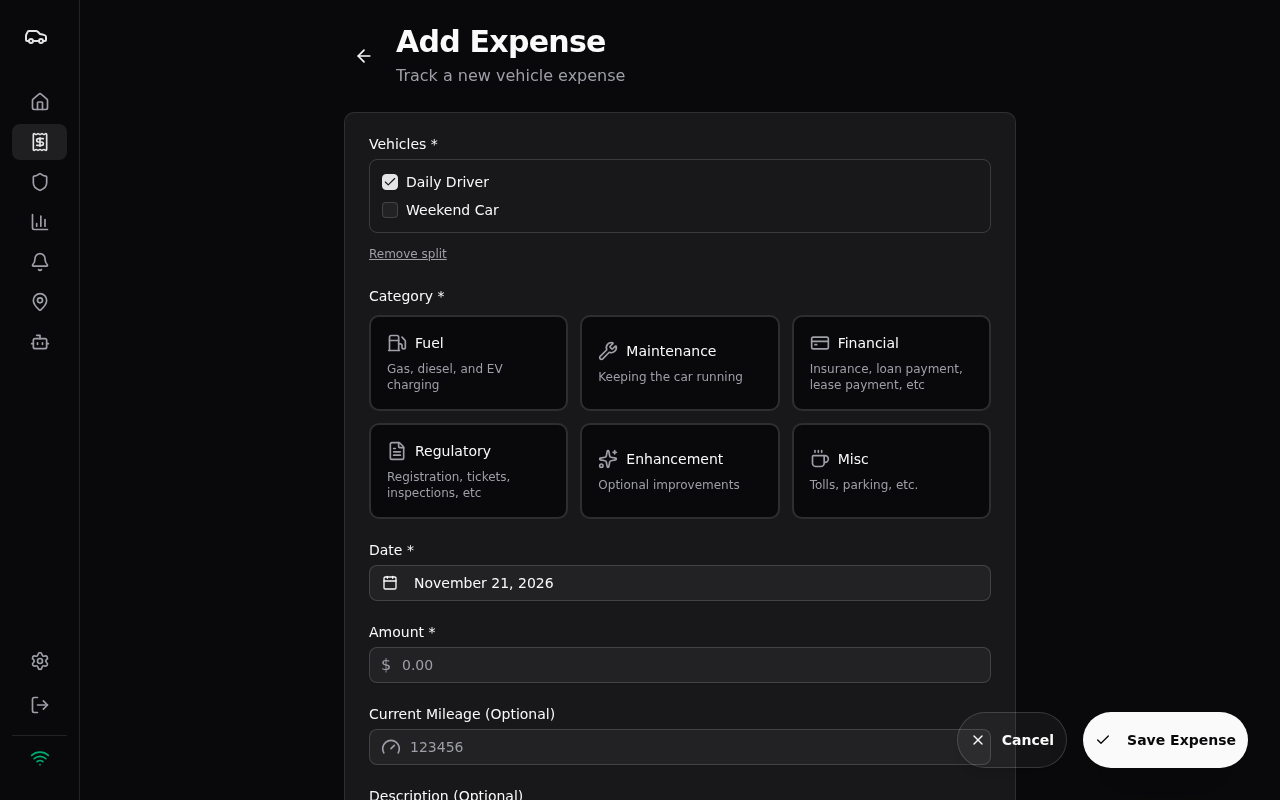 Add Expense
Track a new vehicle expense
Vehicles *
Daily Driver
Weekend Car
Remove split
Category *
Fuel
Gas, diesel, and EV
charging
Maintenance
Keeping the car running
Financial
Insurance, loan payment,
lease payment, etc
Regulatory
Registration, tickets,
inspections, etc
Enhancement
Optional improvements
Misc
Tolls, parking, etc.
Date *
November 21, 2026
Amount *
$ 0.00
Current Mileage (Optional)
123456
Cancel
Save Expense
Description (Optional)